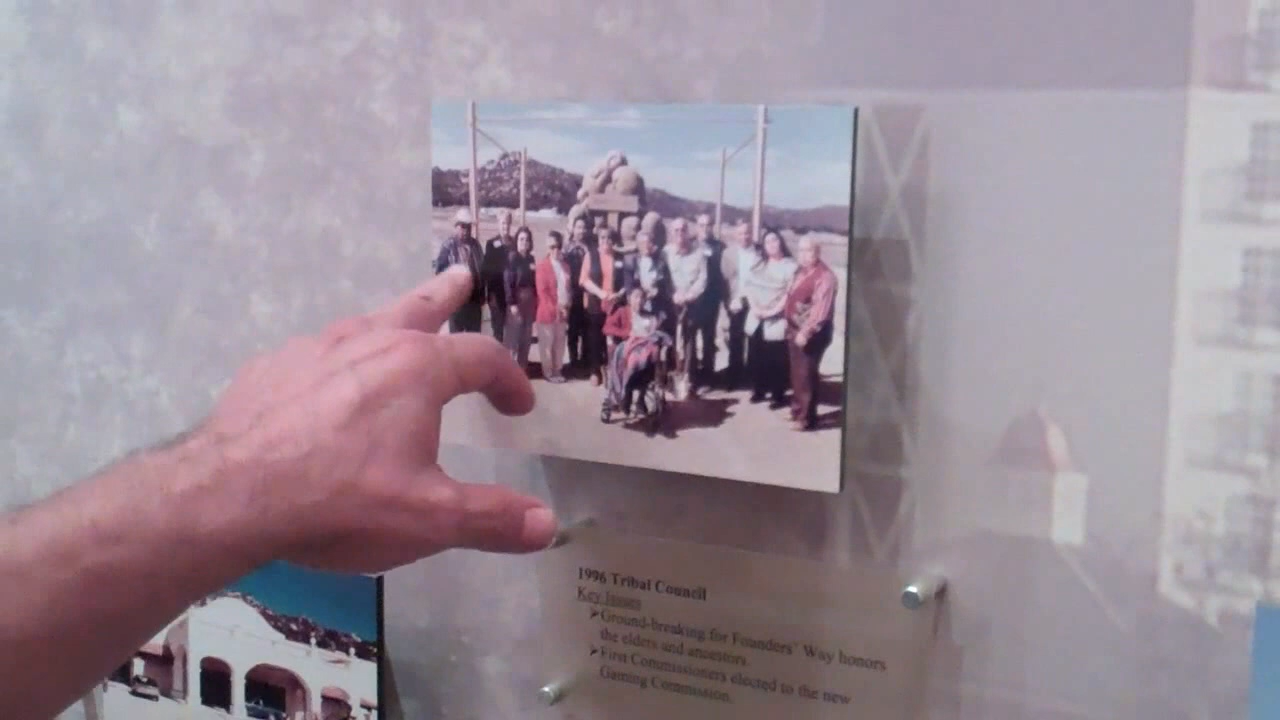 1996 Tribal Council
Key Issues
➢Ground-breaking for Founders' Way honors
the elders and ancestors.
➢First Commissioners elected to the new
Gaming Commission.